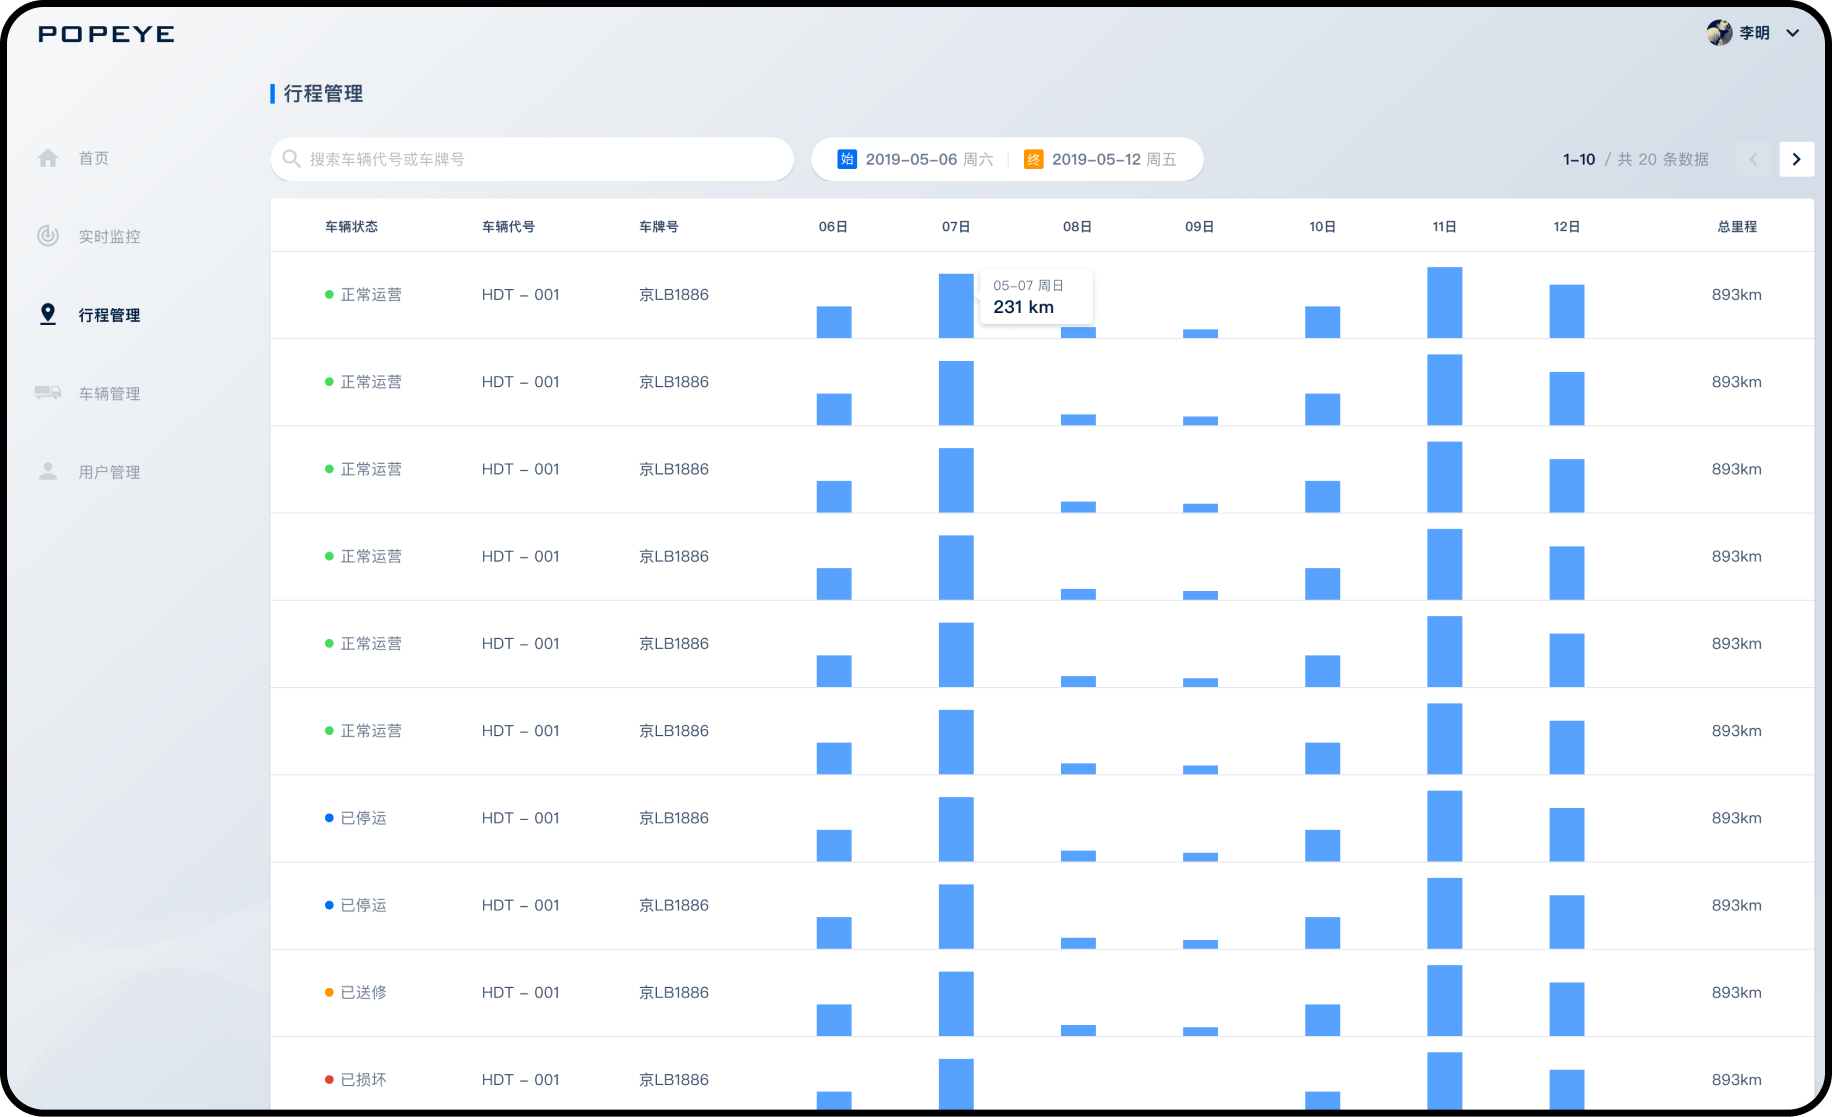 POPEYE
李明
行程管理
首页
实时监控
行程管理
车辆管理
用户管理
搜索车辆代号或车牌号
始 2019-05-06 周六 终 2019-05-12 周五
1-10 / 共 20 条数据
车辆状态 车辆代号 车牌号 06日 07日 08日 09日 10日 11日 12日 总里程
正常运营 HDT - 001 京LB1886 893km
05-07 周日
231 km
正常运营 HDT - 001 京LB1886 893km
正常运营 HDT - 001 京LB1886 893km
正常运营 HDT - 001 京LB1886 893km
正常运营 HDT - 001 京LB1886 893km
正常运营 HDT - 001 京LB1886 893km
已停运 HDT - 001 京LB1886 893km
已停运 HDT - 001 京LB1886 893km
已送修 HDT - 001 京LB1886 893km
已损坏 HDT - 001 京LB1886 893km